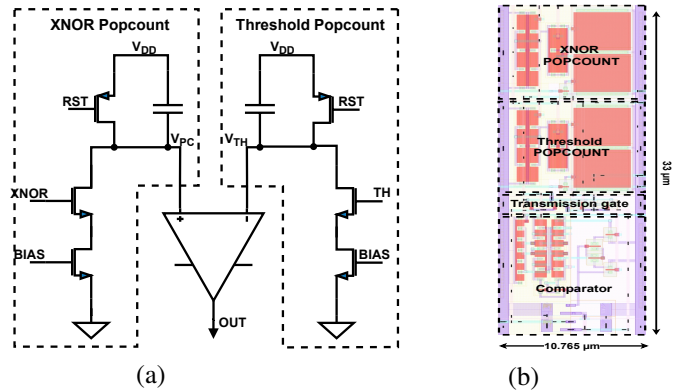 XNOR Popcount
Threshold Popcount
VDD
VDD
RST
RST
VPC
VTH
XNOR
TH
BIAS
BIAS
+
OUT
(a)
XNOR
POPCOUNT
Threshold
POPCOUNT
Transmission gate
Comparator
33 µm
10.765 µm
(b)